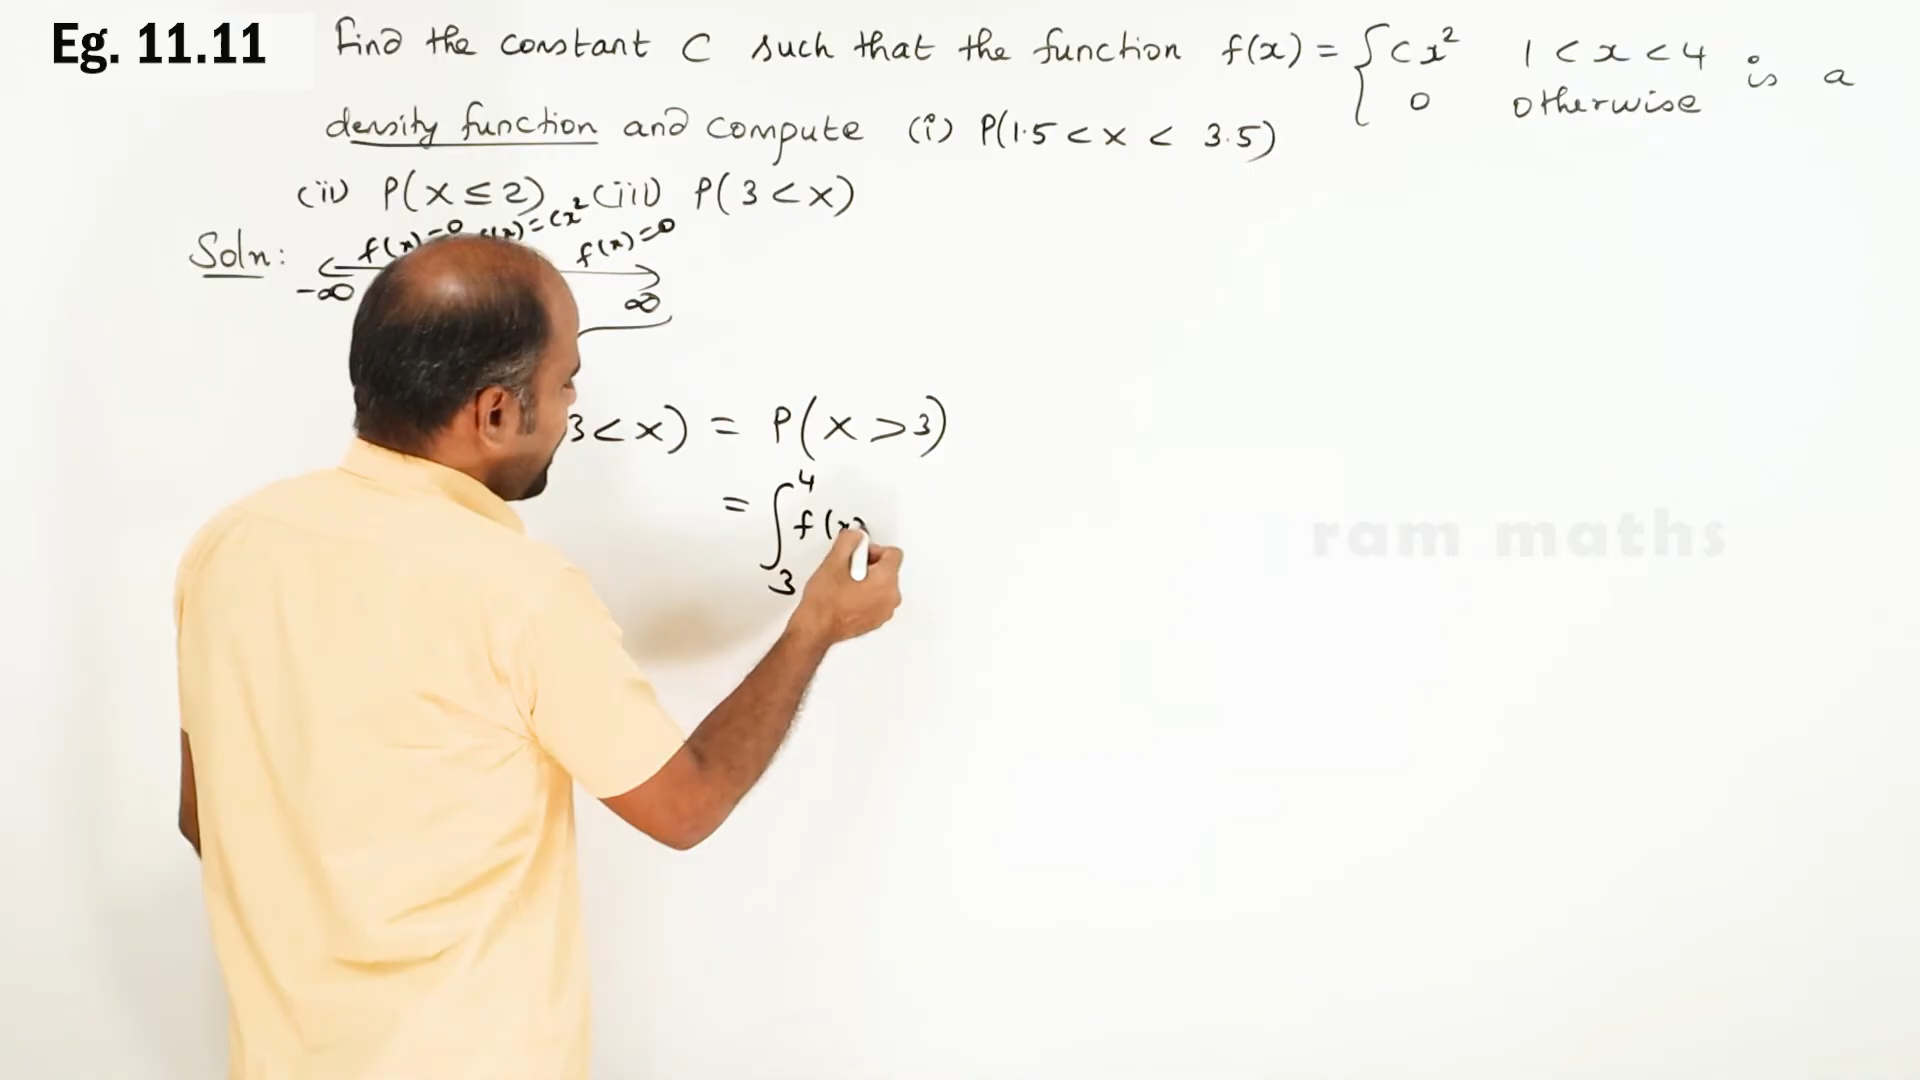 Eg. 11.11 Find the constant C such that the function f(x) = { Cx² 1 < x < 4
0 otherwise is a
density function and compute (i) P(1.5 < x < 3.5)
(ii) P(X ≤ 2) (iii) P(3 < X)
f(x)=0 =cx² f(x)=0
Soln:
-∞ ∞
3 < X) = P(X > 3)
= ∫₃⁴ f(x)
ram maths